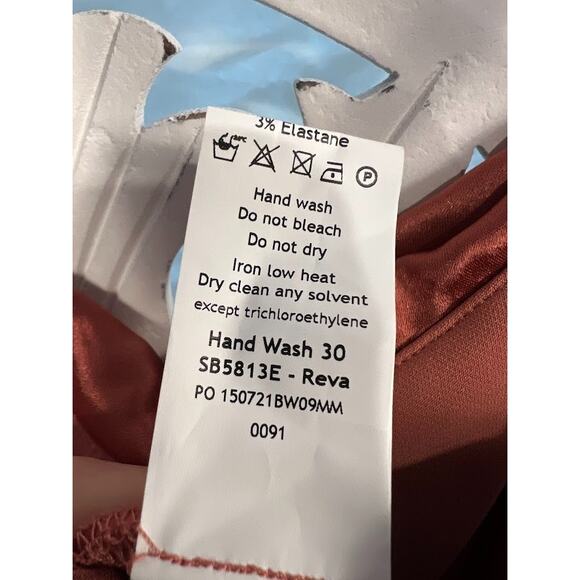 3% Elastane
P
Hand wash
Do not bleach
Do not dry
Iron low heat
Dry clean any solvent
except trichloroethylene
Hand Wash 30
SB5813E - Reva
PO 150721BW09MM
0091